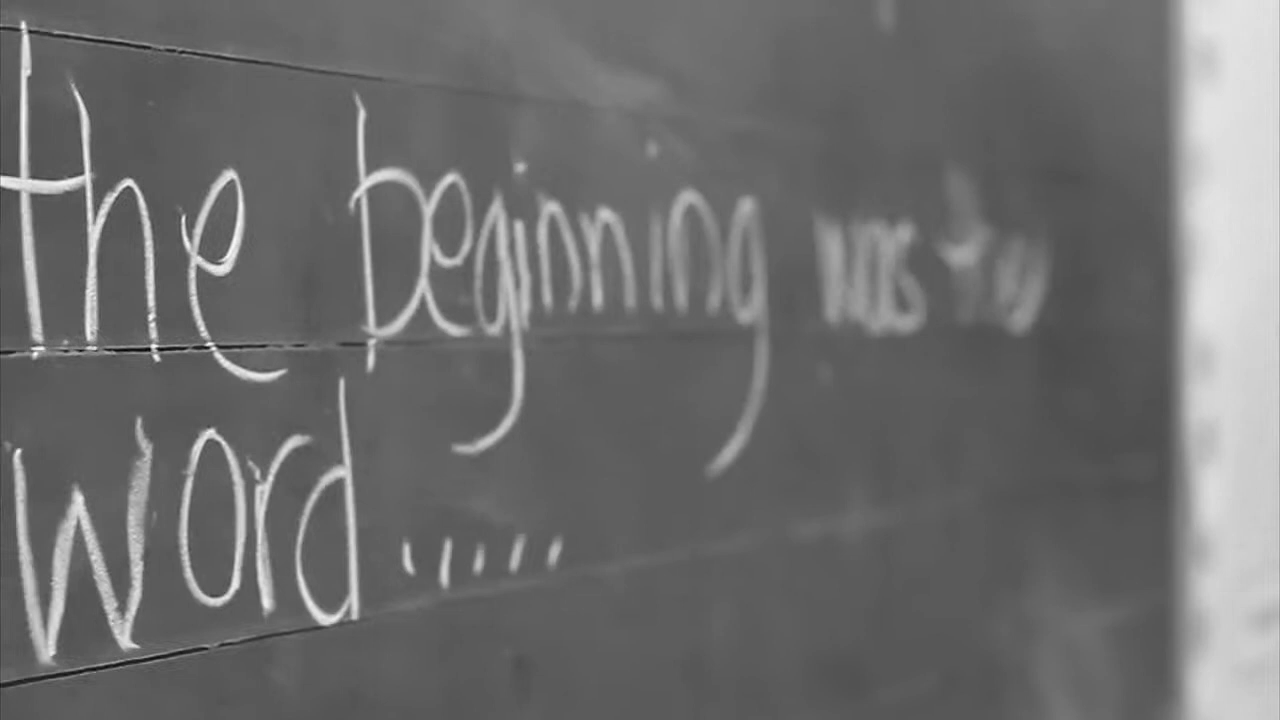 the beginning was
word.....